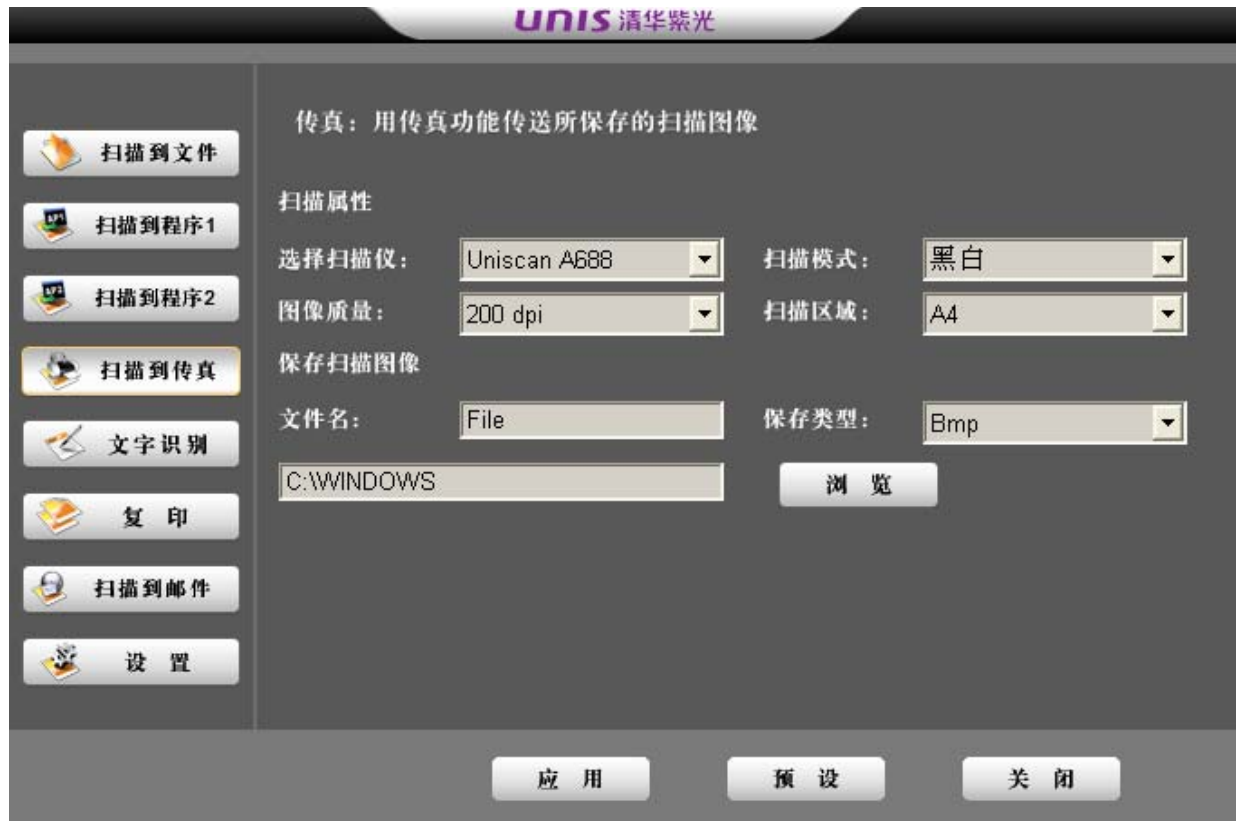 UNIS 清华紫光
扫描到文件
扫描到程序1
扫描到程序2
扫描到传真
文字识别
复印
扫描到邮件
设置
传真：用传真功能传送所保存的扫描图像
扫描属性
选择扫描仪： Uniscan A688 扫描模式： 黑白
图像质量： 200 dpi 扫描区域： A4
保存扫描图像
文件名： File 保存类型： Bmp
C:\WINDOWS 浏览
应用 预设 关闭